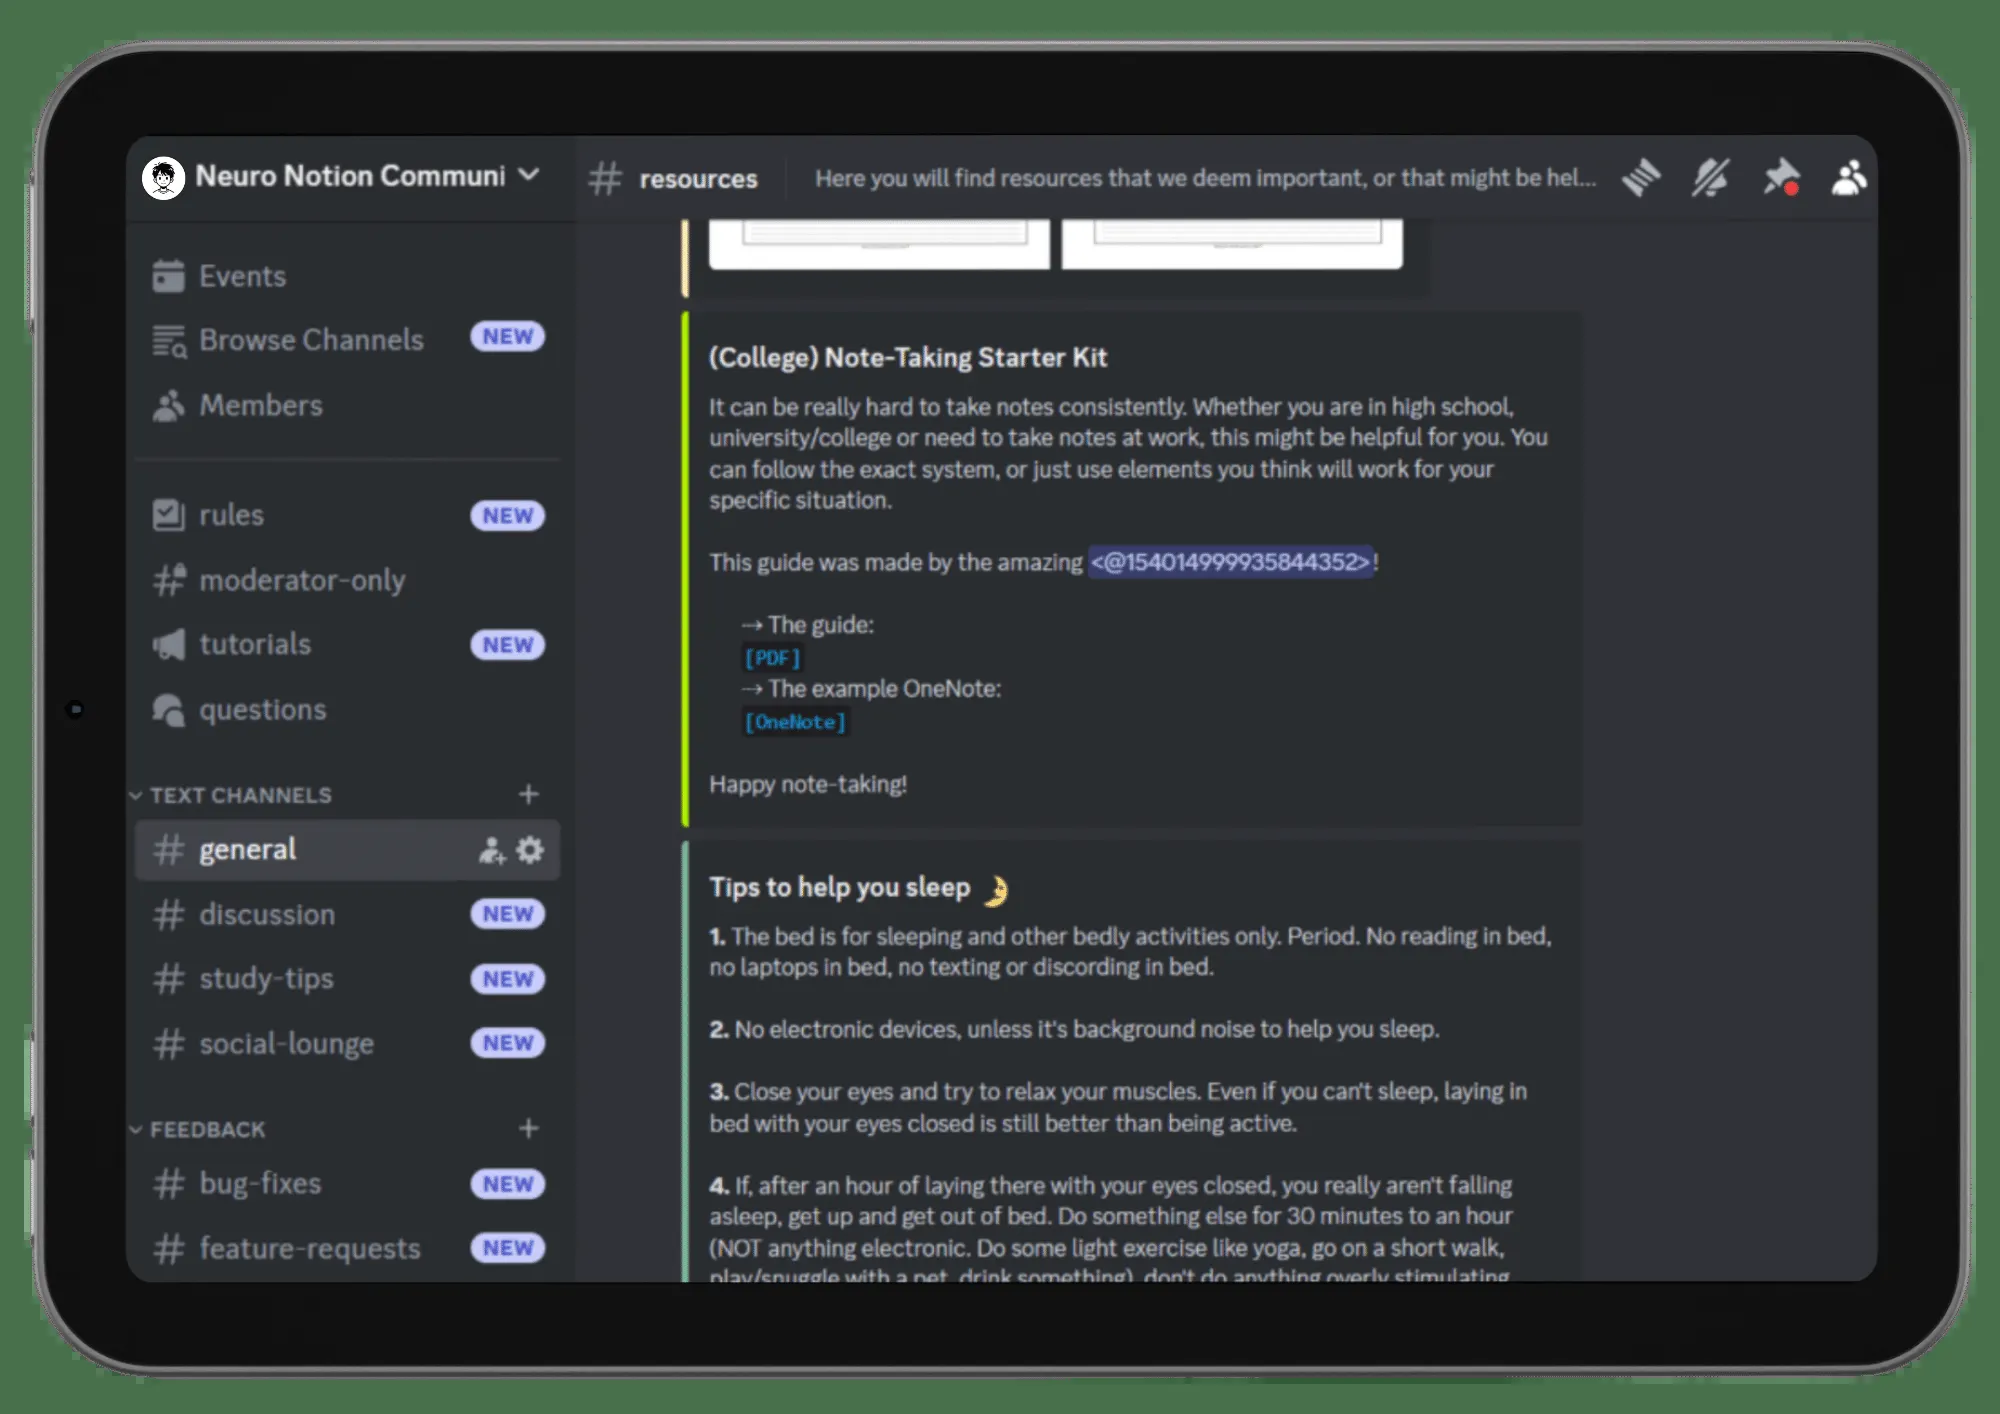 Neuro Notion Communi
Events
Browse Channels NEW
Members
rules NEW
moderator-only
tutorials NEW
questions
TEXT CHANNELS
general
discussion NEW
study-tips NEW
social-lounge NEW
FEEDBACK
bug-fixes NEW
feature-requests NEW
# resources Here you will find resources that we deem important, or that might be hel...
(College) Note-Taking Starter Kit
It can be really hard to take notes consistently. Whether you are in high school,
university/college or need to take notes at work, this might be helpful for you. You
can follow the exact system, or just use elements you think will work for your
specific situation.
This guide was made by the amazing <@154014999935844352>!
→ The guide:
[PDF]
→ The example OneNote:
[OneNote]
Happy note-taking!
Tips to help you sleep
1. The bed is for sleeping and other bedly activities only. Period. No reading in bed,
no laptops in bed, no texting or discording in bed.
2. No electronic devices, unless it's background noise to help you sleep.
3. Close your eyes and try to relax your muscles. Even if you can't sleep, laying in
bed with your eyes closed is still better than being active.
4. If, after an hour of laying there with your eyes closed, you really aren't falling
asleep, get up and get out of bed. Do something else for 30 minutes to an hour
(NOT anything electronic. Do some light exercise like yoga, go on a short walk,
play/snuggle with a pet, drink something), don't do anything overly stimulating